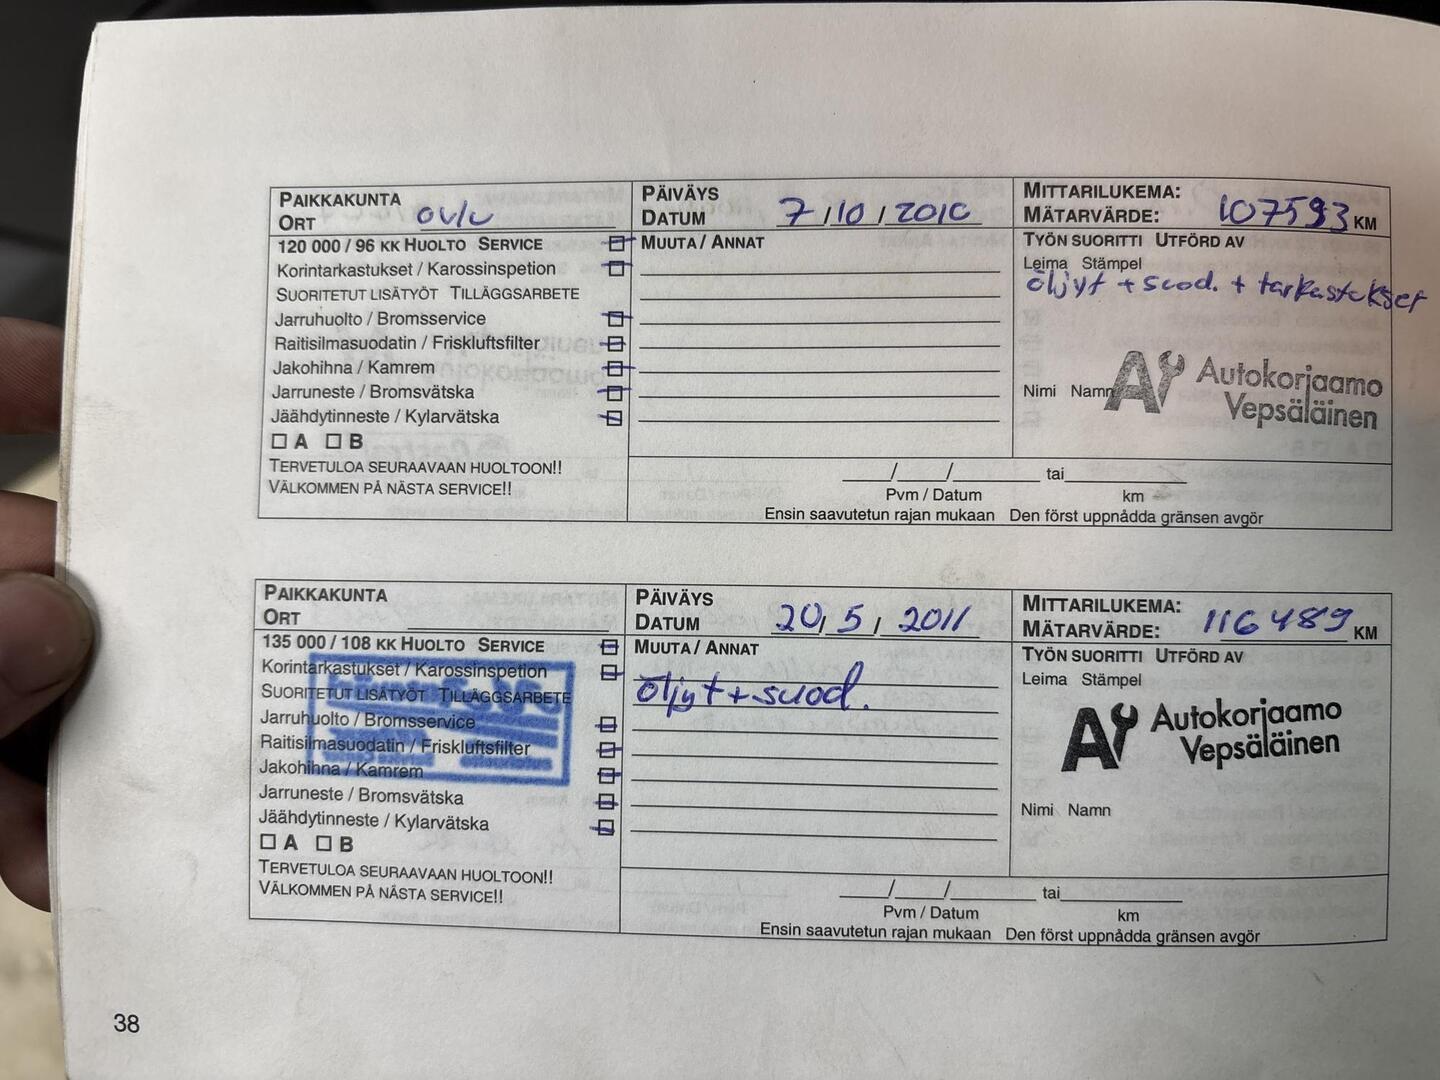 PAIKKAKUNTA
ORT OULU
PÄIVÄYS
DATUM 7/10/2010
MITTARILUKEMA:
MÄTARVÄRDE: 107593 KM
120 000 / 96 KK HUOLTO SERVICE
Korintarkastukset / Karossinspetion
SUORITETUT LISÄTYÖT TILLÄGGSARBETE
Jarruhuolto / Bromsservice
Raitisilmasuodatin / Friskluftsfilter
Jakohihna / Kamrem
Jarruneste / Bromsvätska
Jäähdytinneste / Kylarvätska
A B
TERVETULOA SEURAAVAAN HUOLTOON!!
VÄLKOMMEN PÅ NÄSTA SERVICE!!
MUUTA / ANNAT
TYÖN SUORITTI UTFÖRD AV
Leima Stämpel
öljyt + suod. + tarkastukset
Nimi Namn
Autokorjaamo
Vepsäläinen
/ / tai
Pvm / Datum km
Ensin saavutetun rajan mukaan Den först uppnådda gränsen avgör
PAIKKAKUNTA
ORT
PÄIVÄYS
DATUM 20/5/2011
MITTARILUKEMA:
MÄTARVÄRDE: 116489 KM
135 000 / 108 KK HUOLTO SERVICE
Korintarkastukset / Karossinspetion
SUORITETUT LISÄTYÖT TILLÄGGSARBETE
Jarruhuolto / Bromsservice
Raitisilmasuodatin / Friskluftsfilter
Jakohihna / Kamrem
Jarruneste / Bromsvätska
Jäähdytinneste / Kylarvätska
A B
TERVETULOA SEURAAVAAN HUOLTOON!!
VÄLKOMMEN PÅ NÄSTA SERVICE!!
MUUTA / ANNAT
öljyt + suod.
TYÖN SUORITTI UTFÖRD AV
Leima Stämpel
Autokorjaamo
Vepsäläinen
Nimi Namn
/ / tai
Pvm / Datum km
Ensin saavutetun rajan mukaan Den först uppnådda gränsen avgör
38